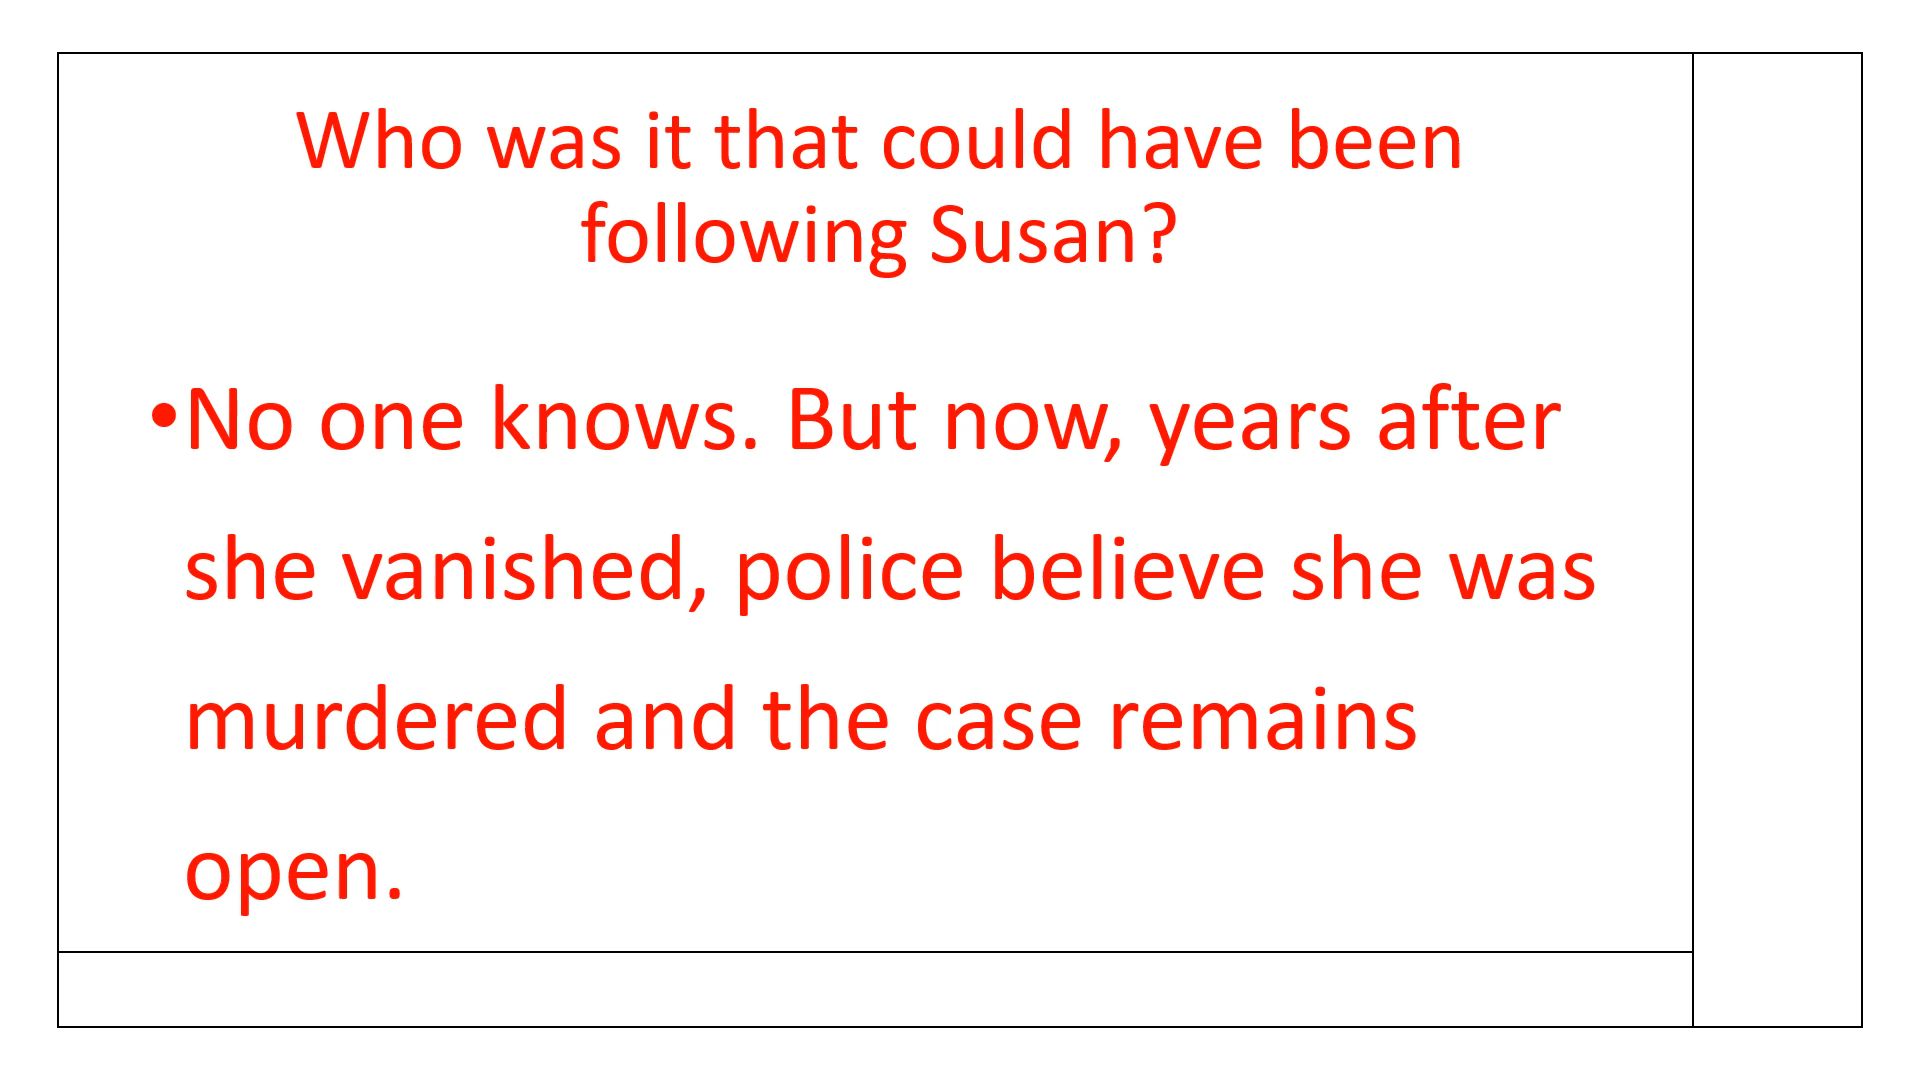 Who was it that could have been
following Susan?
•No one knows. But now, years after
she vanished, police believe she was
murdered and the case remains
open.